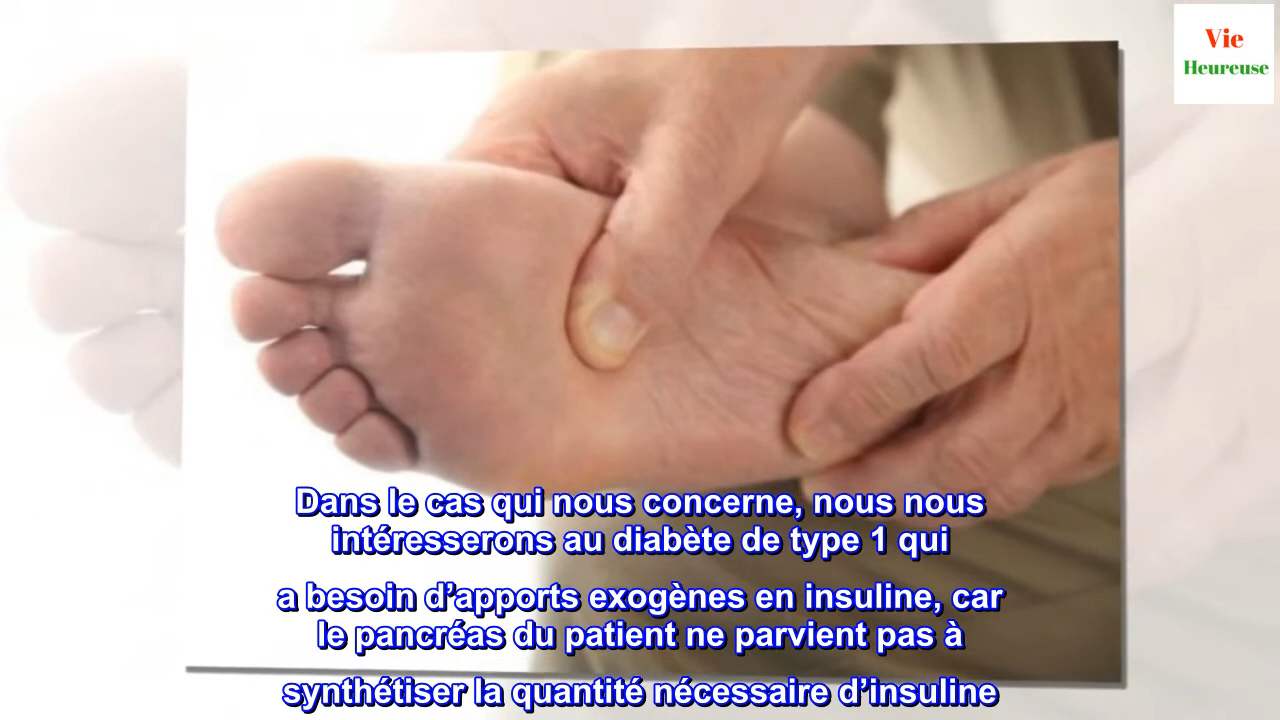 Vie
Heureuse
Dans le cas qui nous concerne, nous nous
intéresserons au diabète de type 1 qui
a besoin d’apports exogènes en insuline, car
le pancréas du patient ne parvient pas à
synthétiser la quantité nécessaire d’insuline